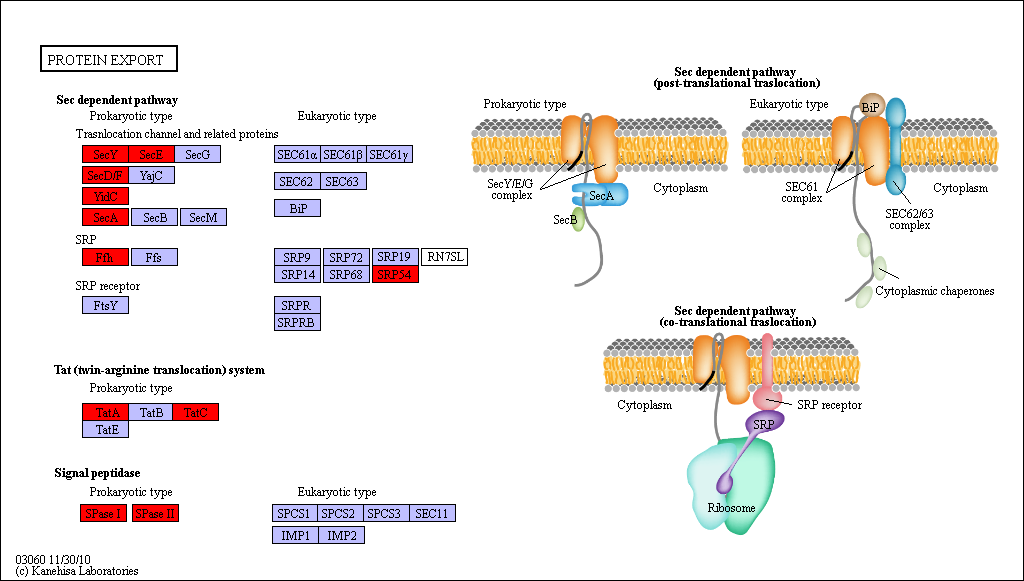 PROTEIN EXPORT
Sec dependent pathway
Prokaryotic type
Eukaryotic type
Trasnlocation channel and related proteins
SecY SecE SecG
SEC61α SEC61β SEC61γ
SecD/F YajC
SEC62 SEC63
YidC
BiP
SecA SecB SecM
SRP
Ffh Ffs
SRP9 SRP72 SRP19 RN7SL
SRP14 SRP68 SRP54
SRP receptor
FtsY
SRPR
SRPRB
Tat (twin-arginine translocation) system
Prokaryotic type
TatA TatB TatC
TatE
Signal peptidase
Prokaryotic type
Eukaryotic type
SPase I SPase II
SPCS1 SPCS2 SPCS3 SEC11
IMP1 IMP2
03060 11/30/10
(c) Kanehisa Laboratories
Sec dependent pathway
(post-translational traslocation)
Prokaryotic type
SecY/E/G
complex
SecA
SecB
Cytoplasm
Eukaryotic type
BiP
SEC61
complex
Cytoplasm
SEC62/63
complex
Cytoplasmic chaperones
Sec dependent pathway
(co-translational traslocation)
Cytoplasm
SRP receptor
SRP
Ribosome